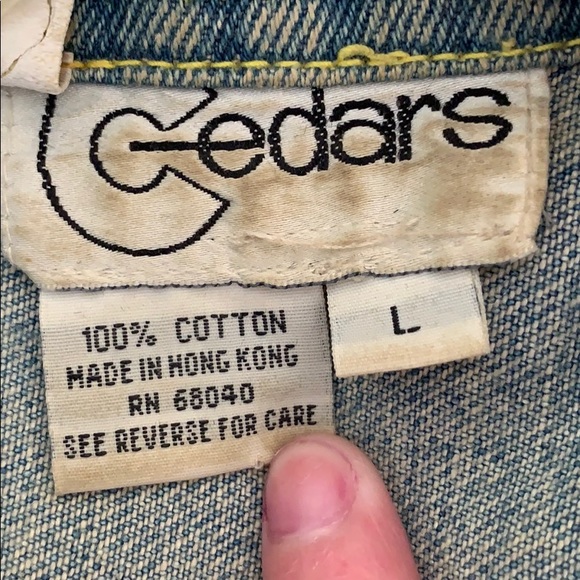 Cedars
100% COTTON
MADE IN HONG KONG
RN 68040
SEE REVERSE FOR CARE
L